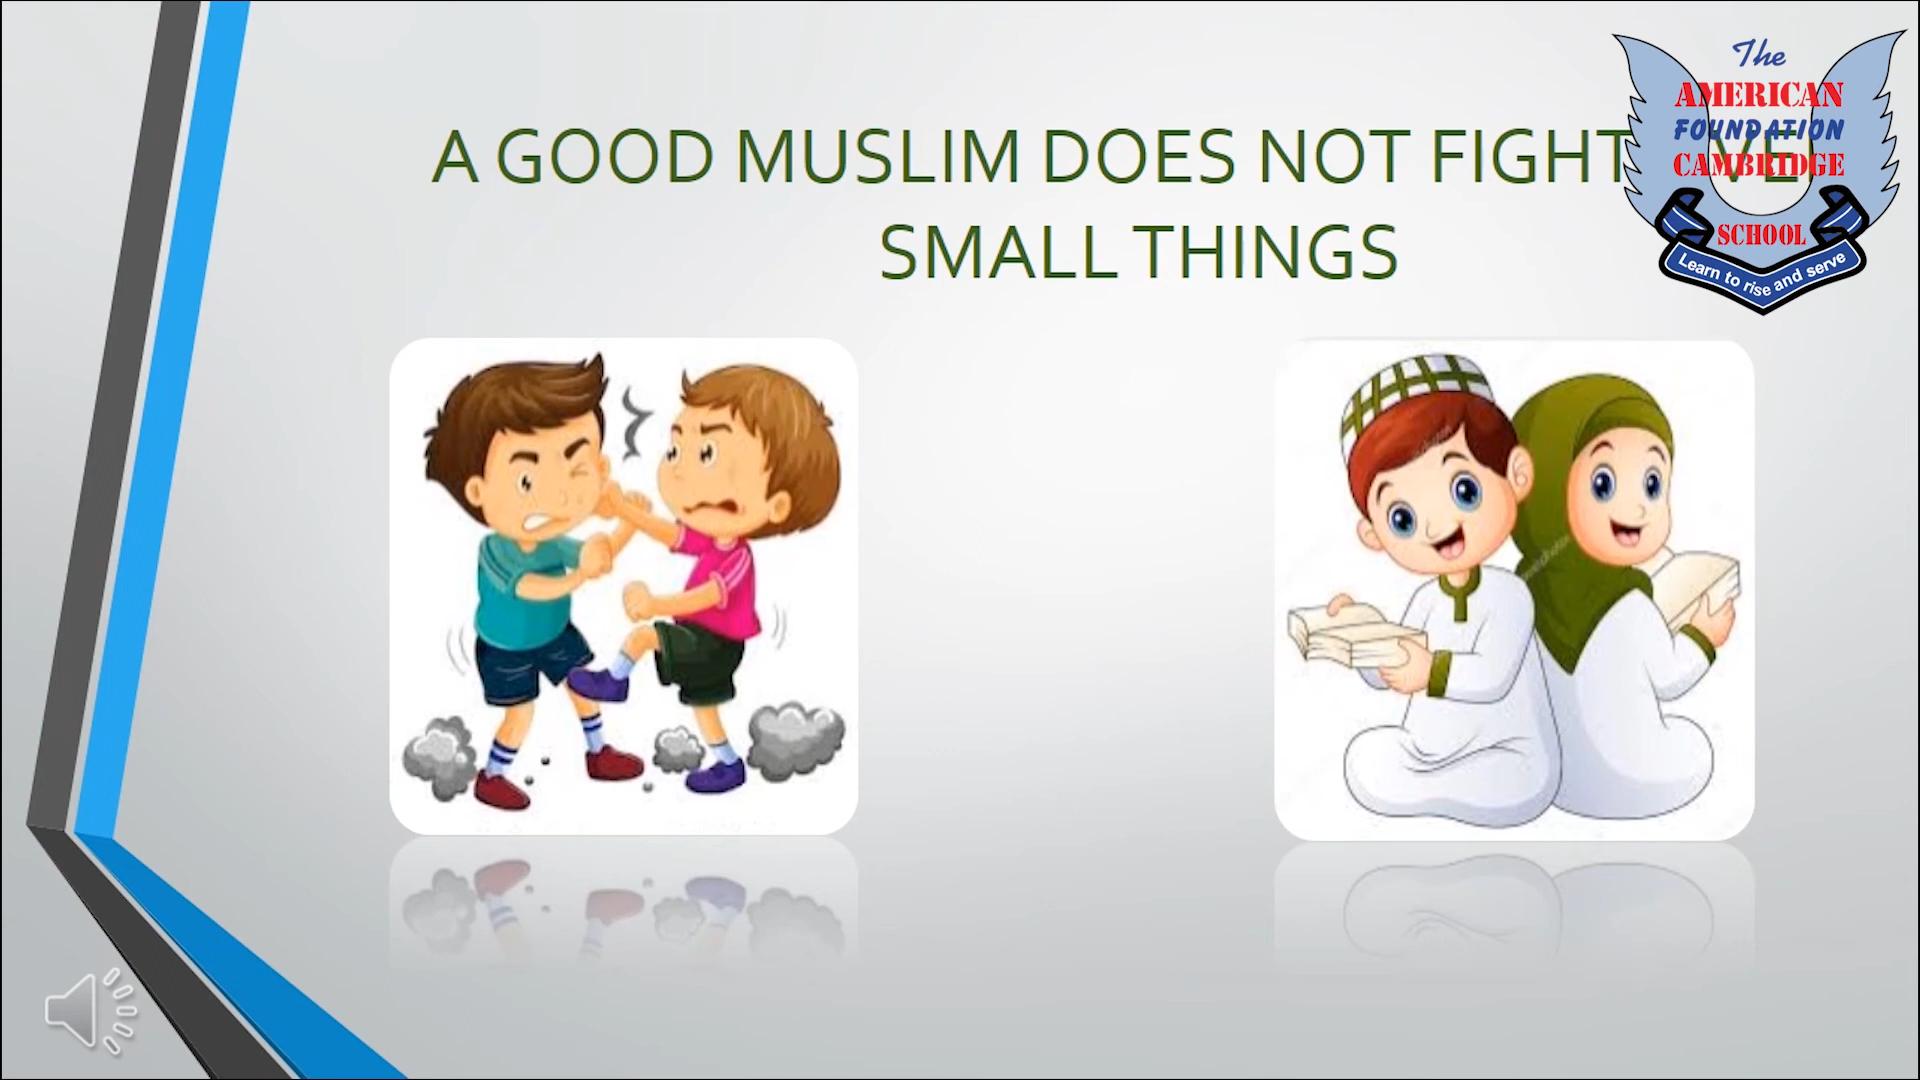 A GOOD MUSLIM DOES NOT FIGHT
SMALL THINGS
The
AMERICAN
FOUNDATION
CAMBRIDGE
SCHOOL
Learn to rise and serve